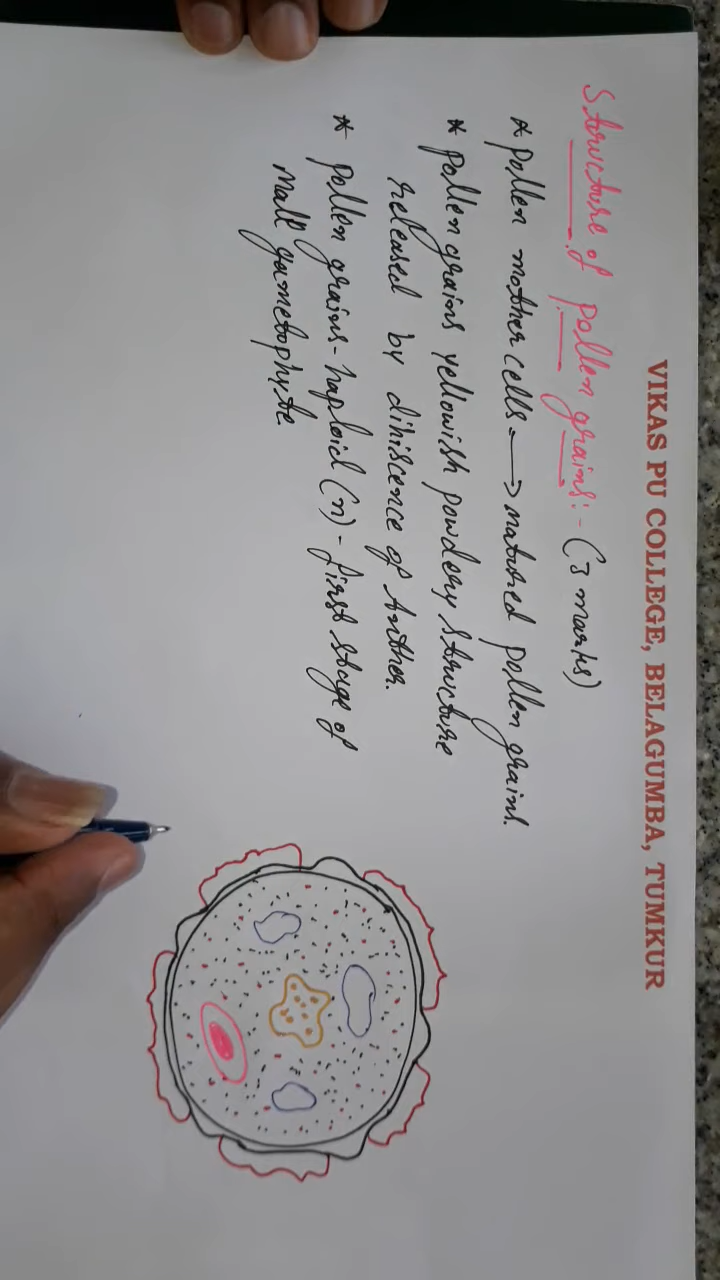 VIKAS PU COLLEGE, BELAGUMBA, TUMKUR
Structure of pollen grains:- (3 marks)
* pollen mother cells → matured pollen grains.
* pollen grains yellowish powdery structure
released by dihiscence of Anther.
* pollen grains - haploid (n) - first stage of
male gametophyte